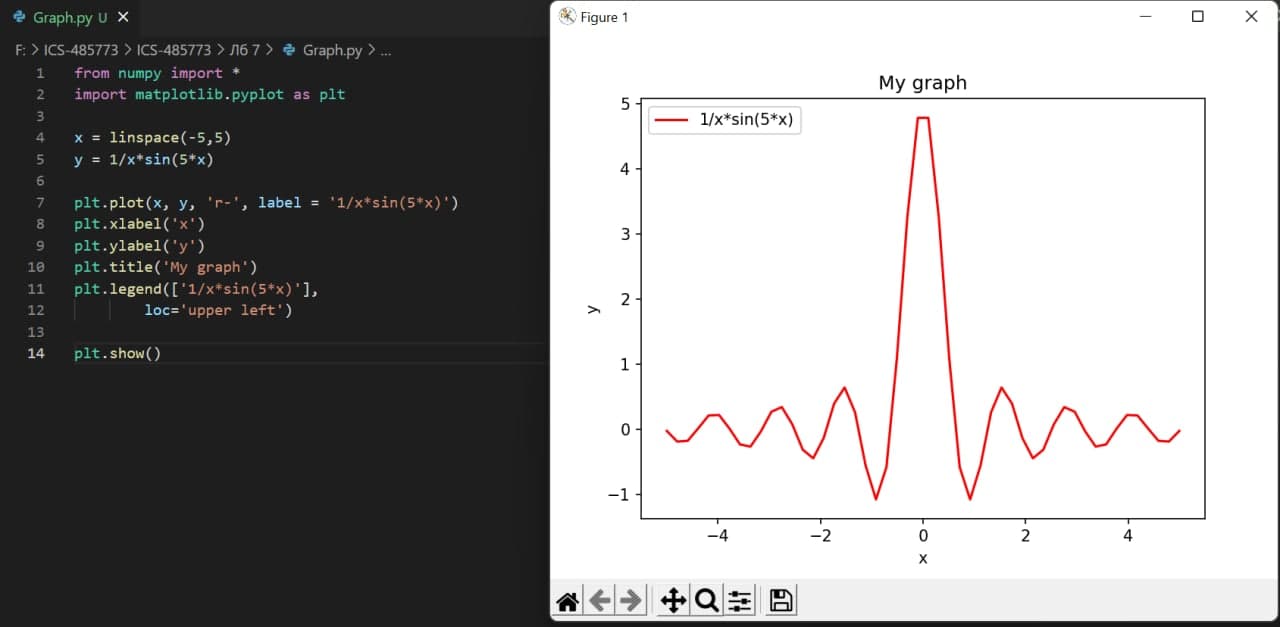 Graph.py U
F: > ICS-485773 > ICS-485773 > Лб 7 > Graph.py > ...
1 from numpy import *
2 import matplotlib.pyplot as plt
3
4 x = linspace(-5,5)
5 y = 1/x*sin(5*x)
6
7 plt.plot(x, y, 'r-', label = '1/x*sin(5*x)')
8 plt.xlabel('x')
9 plt.ylabel('y')
10 plt.title('My graph')
11 plt.legend(['1/x*sin(5*x)'],
12 loc='upper left')
13
14 plt.show()
Figure 1
My graph
1/x*sin(5*x)
5
4
3
2
1
0
−1
y
−4 −2 0 2 4
x